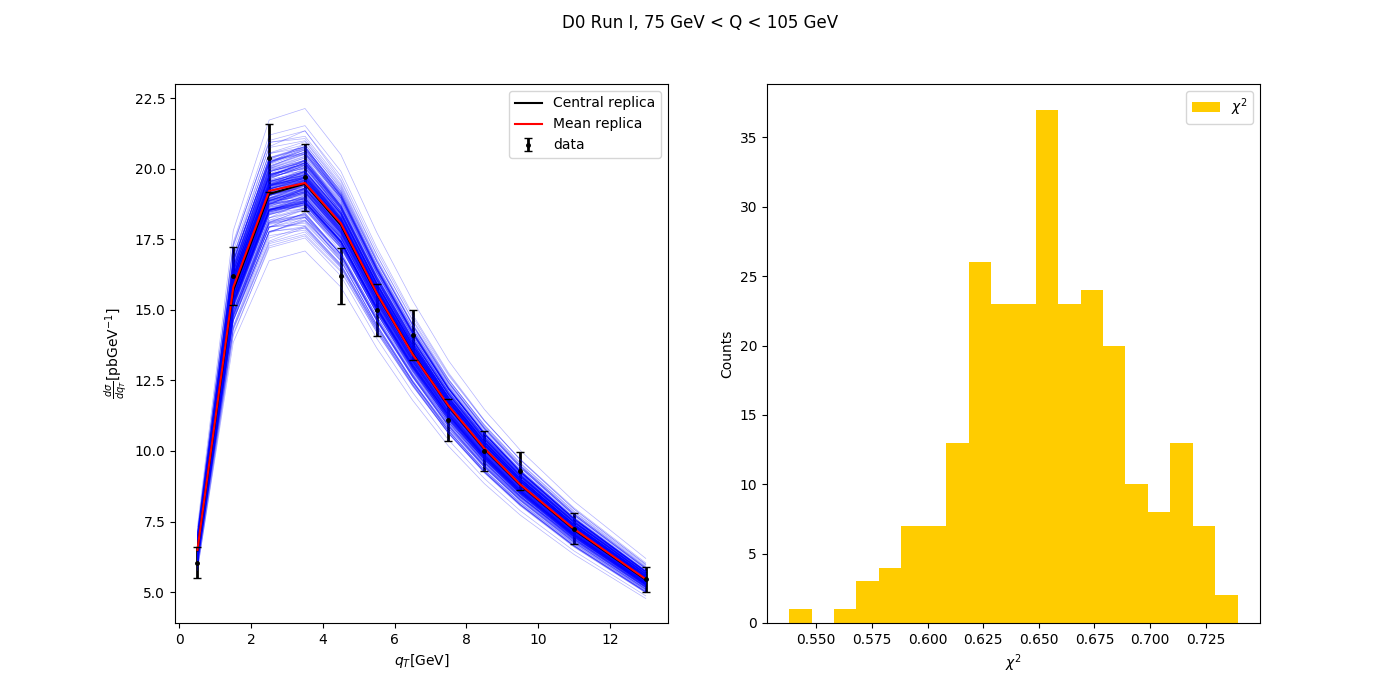 D0 Run I, 75 GeV < Q < 105 GeV
22.5
20.0
17.5
15.0
12.5
10.0
7.5
5.0
dσ/dq_T [pbGeV⁻¹]
Central replica
Mean replica
data
0 2 4 6 8 10 12
q_T[GeV]
35
30
25
20
15
10
5
0
Counts
χ²
0.550 0.575 0.600 0.625 0.650 0.675 0.700 0.725
χ²